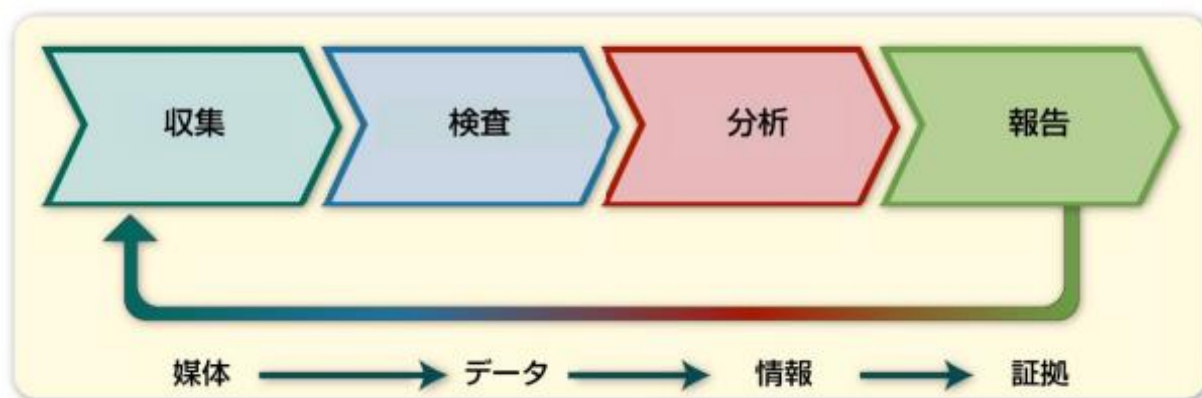 収集 検査 分析 報告
媒体 データ 情報 証拠